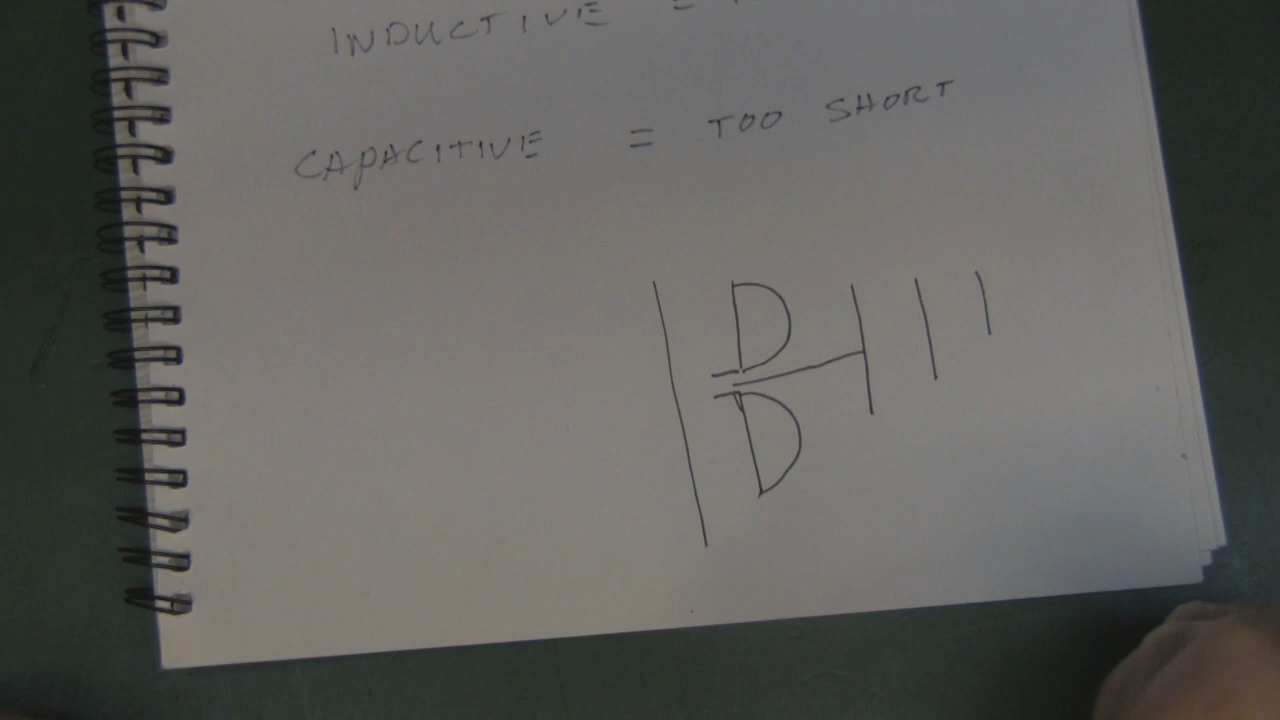 INDUCTIVE =
CAPACITIVE = TOO SHORT